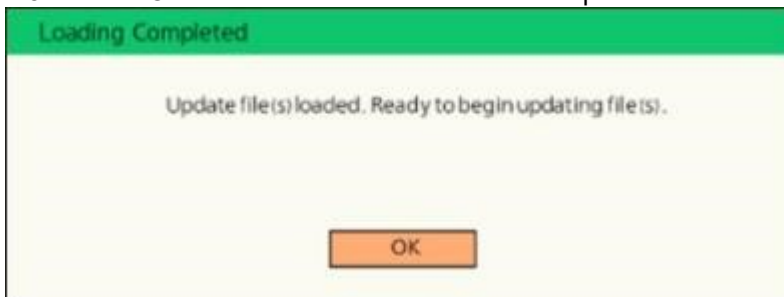 Loading Completed
Update file(s) loaded. Ready to begin updating file(s).
OK